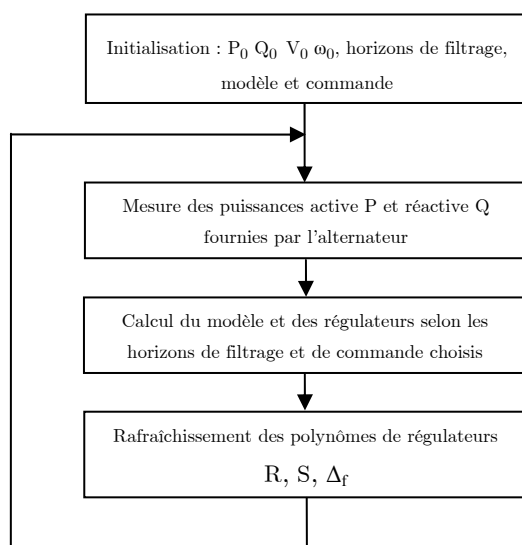 Initialisation : P₀ Q₀ V₀ ω₀, horizons de filtrage,
modèle et commande
Mesure des puissances active P et réactive Q
fournies par l'alternateur
Calcul du modèle et des régulateurs selon les
horizons de filtrage et de commande choisis
Rafraîchissement des polynômes de régulateurs
R, S, Δf